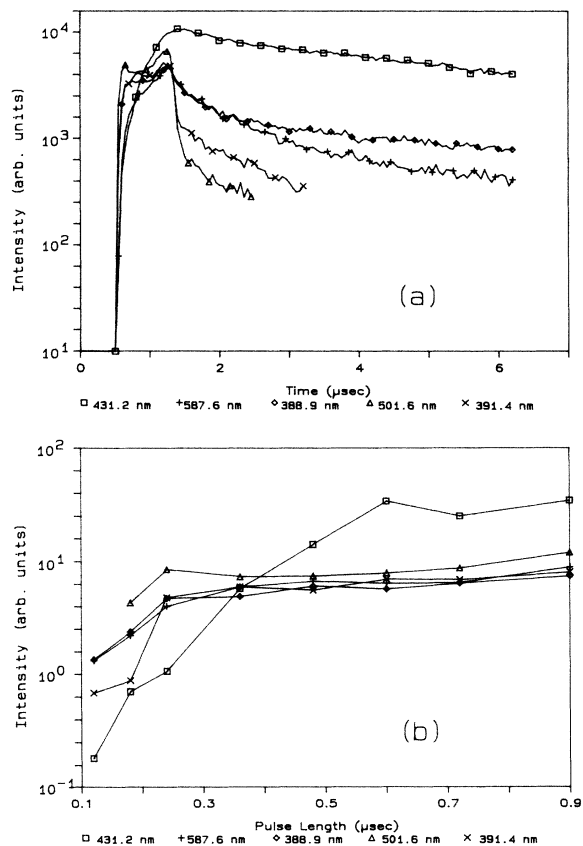 10⁴
10³
10²
10¹
Intensity (arb. units)
(a)
0 2 4 6
Time (μsec)
□ 431.2 nm +587.6 nm ◇ 388.9 nm △ 501.6 nm × 391.4 nm
10²
10¹
10⁰
10⁻¹
Intensity (arb. units)
(b)
0.1 0.3 0.5 0.7 0.9
Pulse Length (μsec)
□ 431.2 nm +587.6 nm ◇ 388.9 nm △ 501.6 nm × 391.4 nm